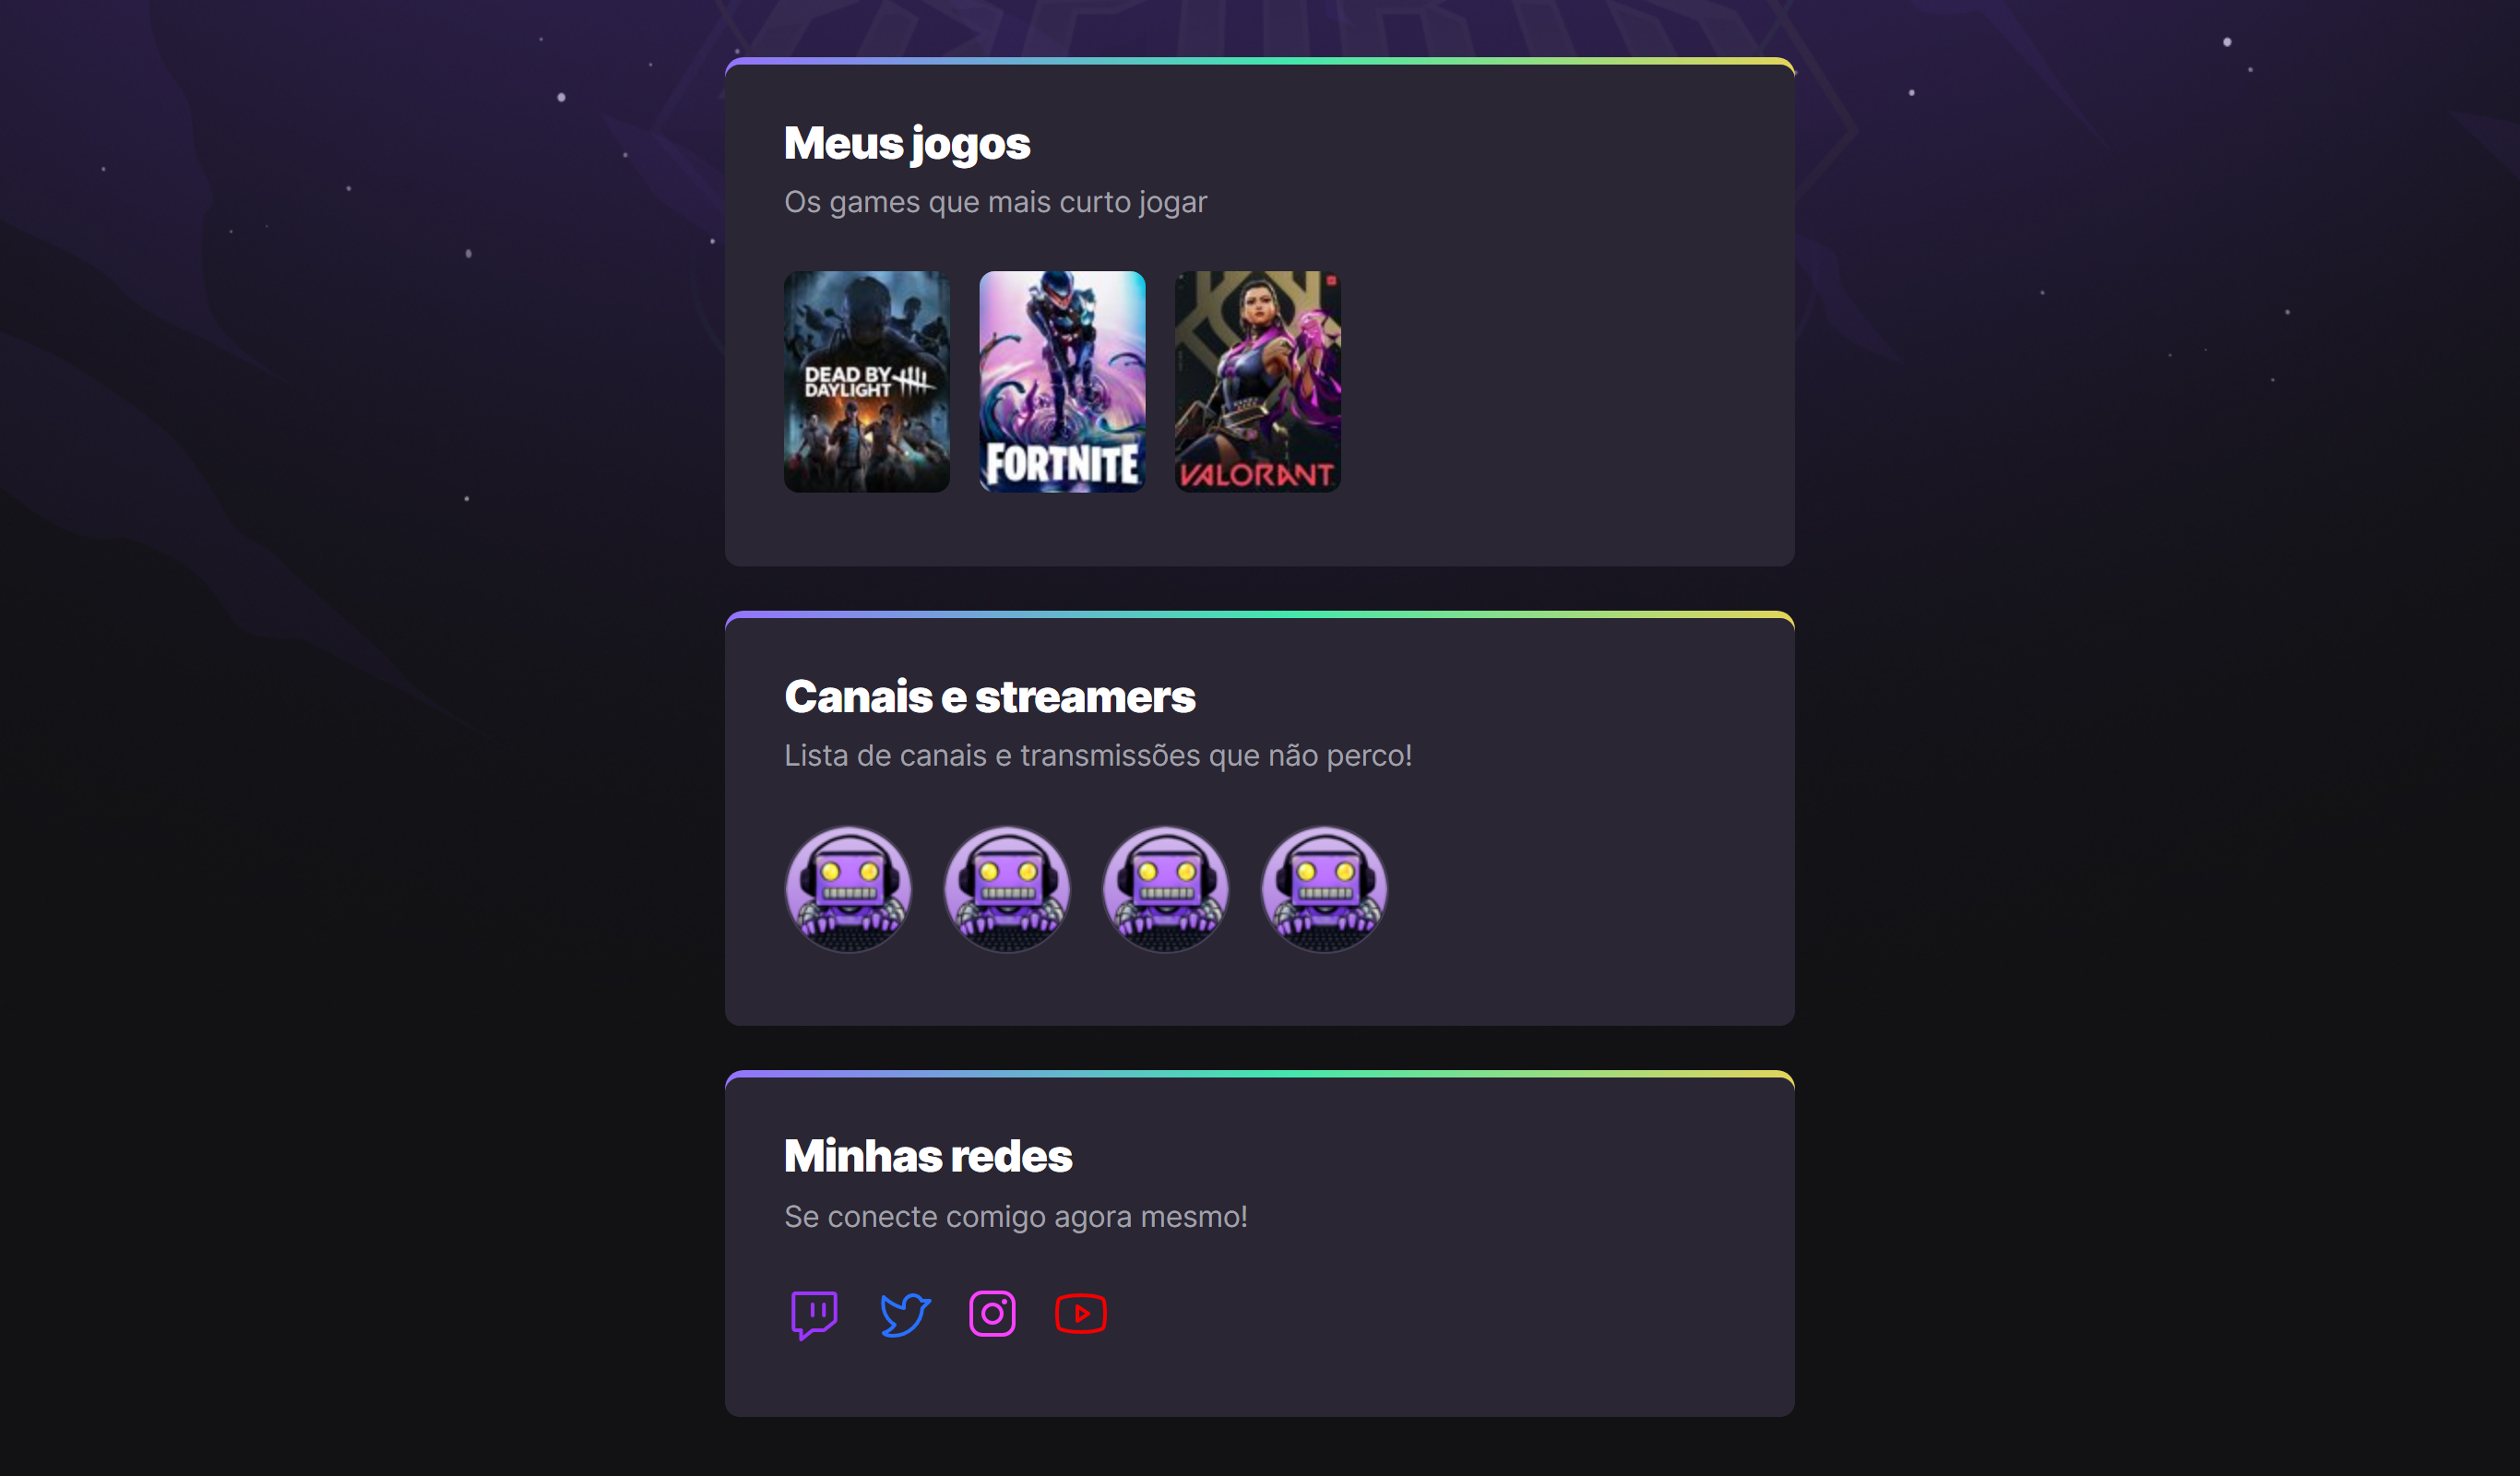 Meus jogos
Os games que mais curto jogar
DEAD BY
DAYLIGHT
FORTNITE
VALORANT
Canais e streamers
Lista de canais e transmissões que não perco!
Minhas redes
Se conecte comigo agora mesmo!